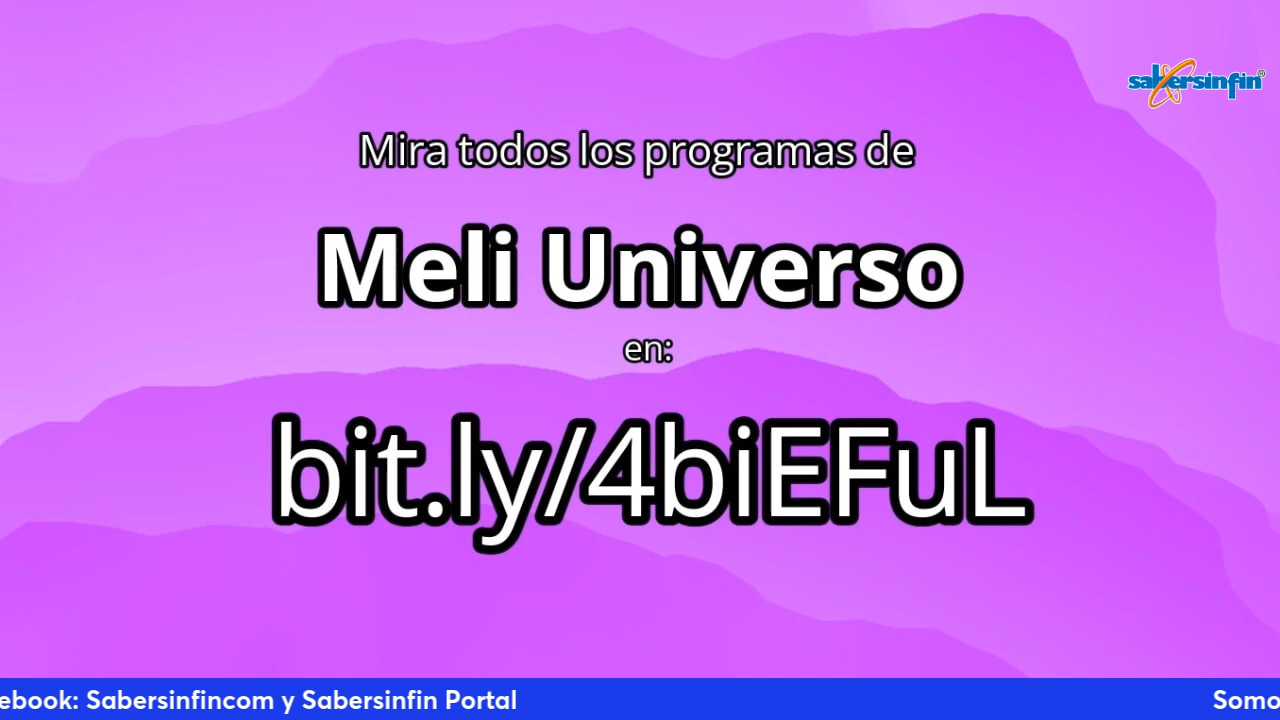 sabersinfin®
Mira todos los programas de
Meli Universo
en:
bit.ly/4biEFuL
ebook: Sabersinfincom y Sabersinfin Portal
Somo